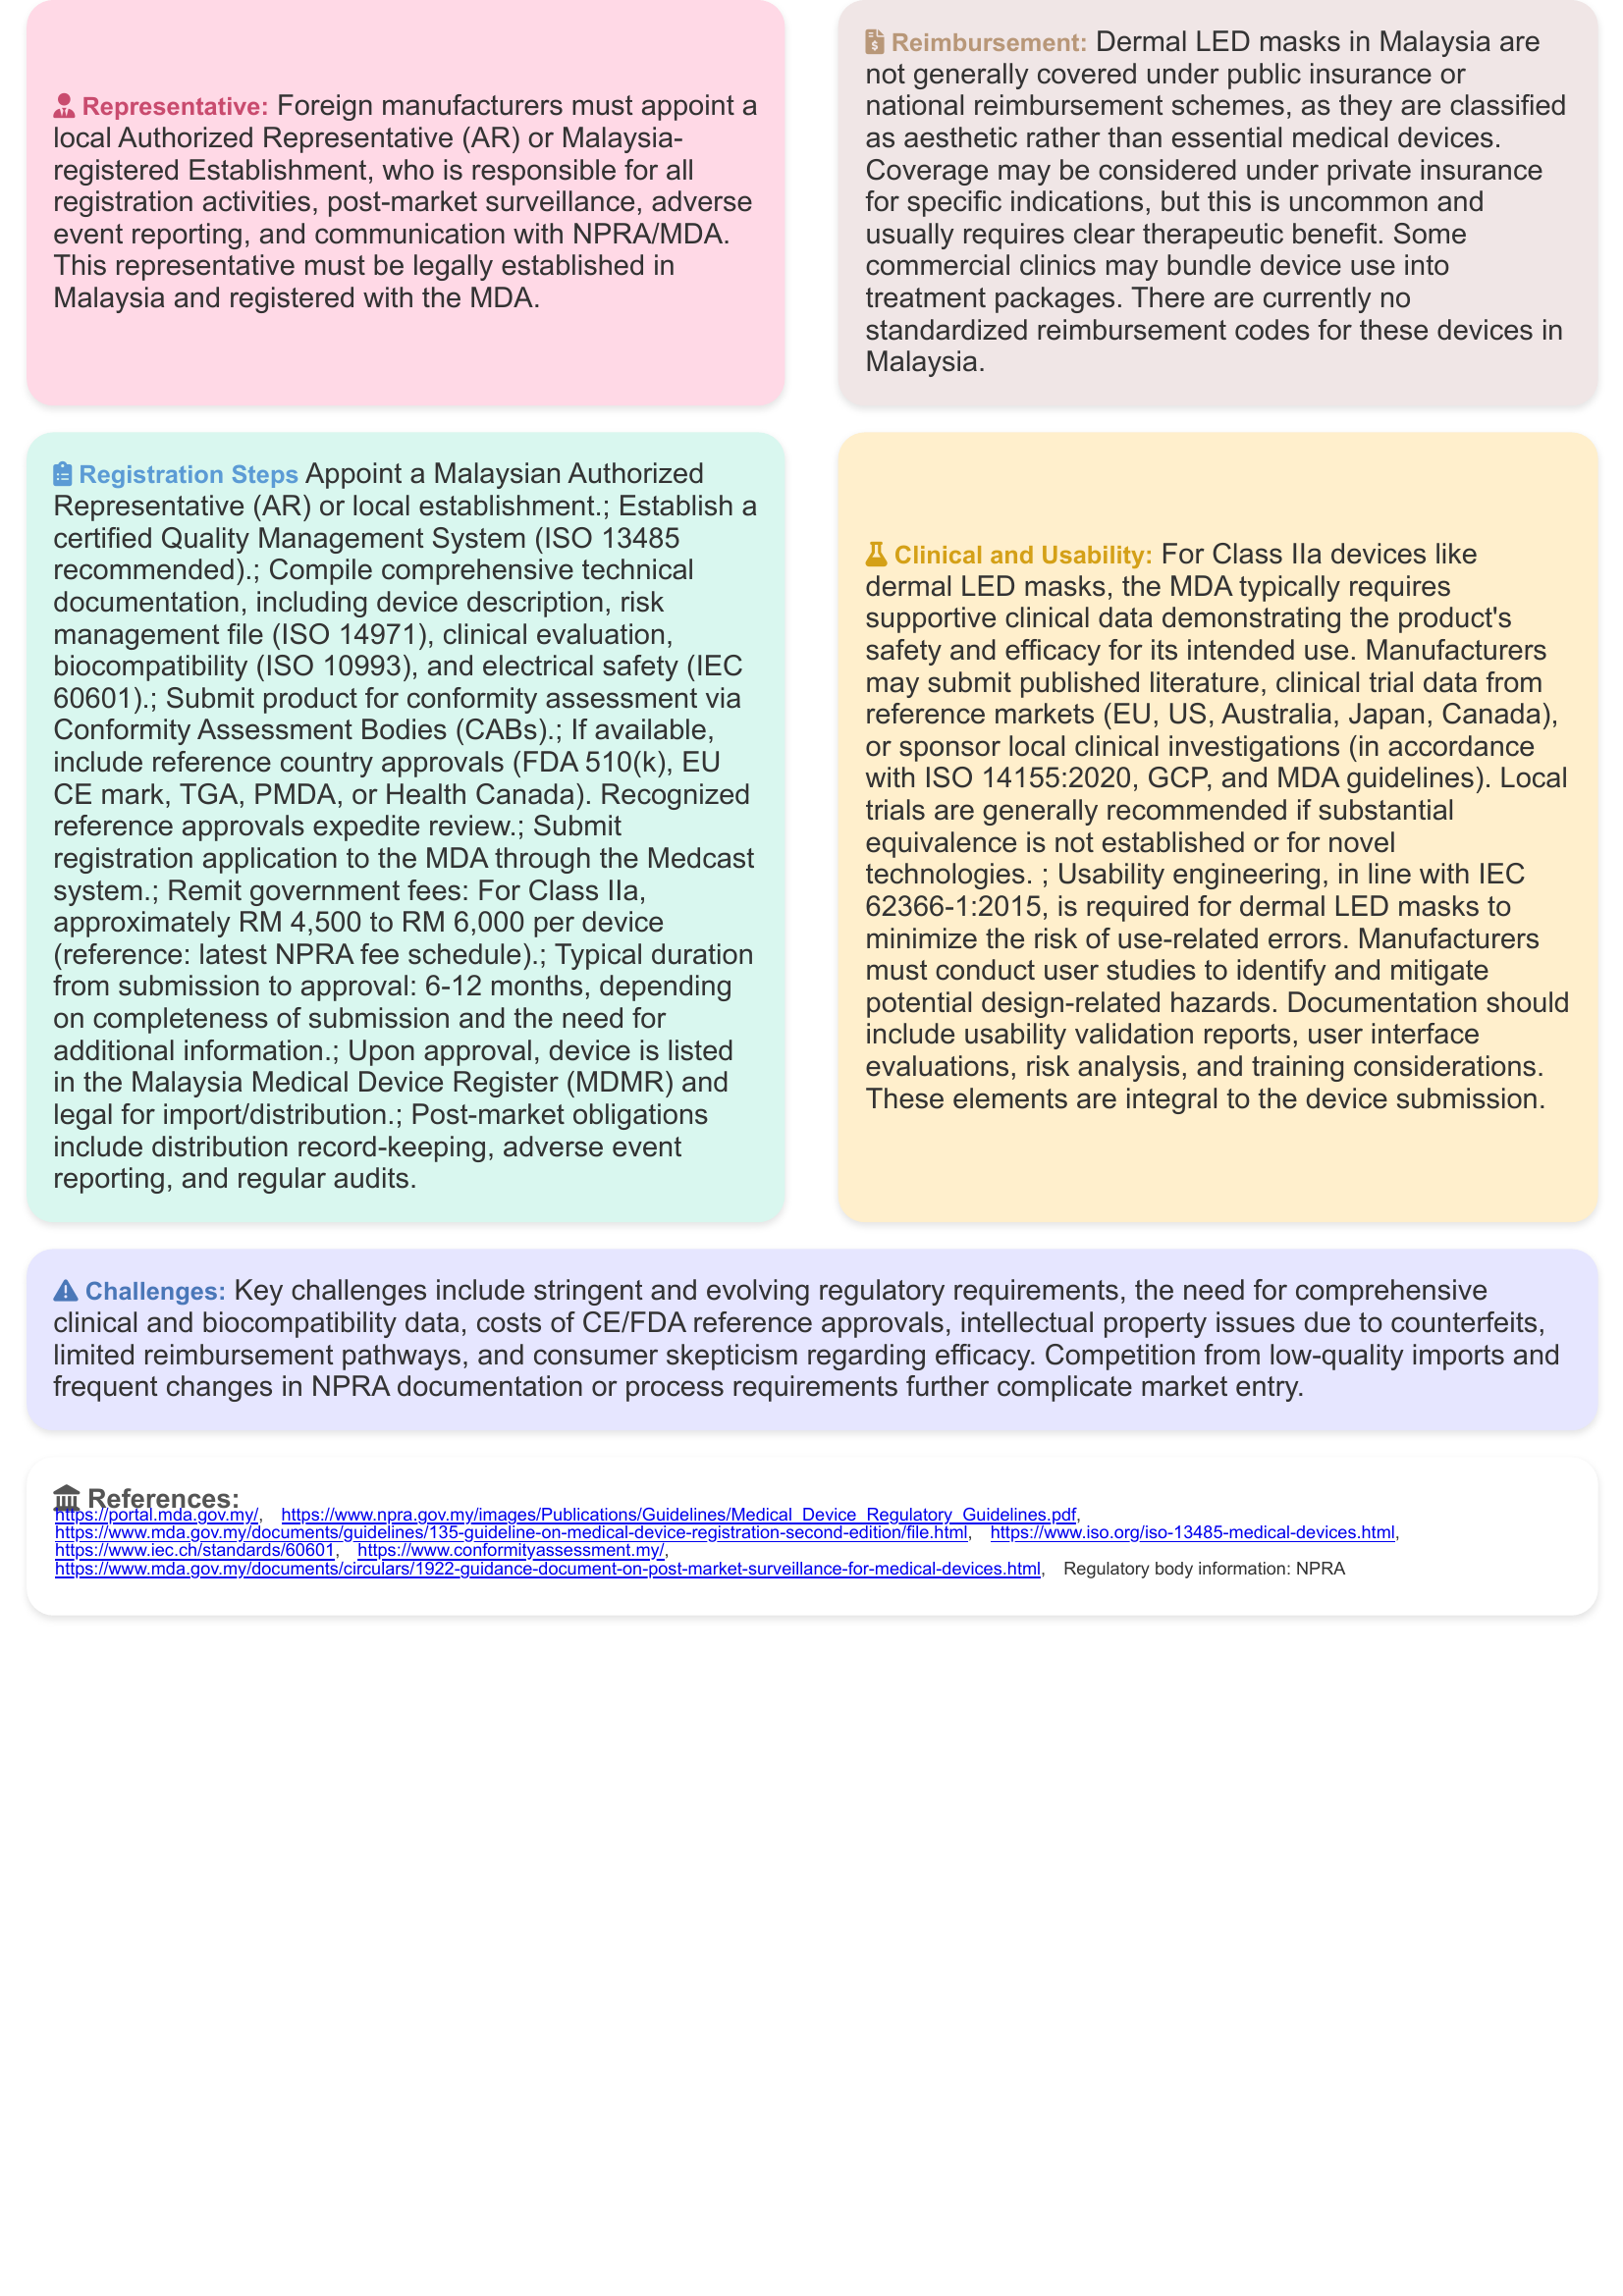 Representative: Foreign manufacturers must appoint a
local Authorized Representative (AR) or Malaysia-
registered Establishment, who is responsible for all
registration activities, post-market surveillance, adverse
event reporting, and communication with NPRA/MDA.
This representative must be legally established in
Malaysia and registered with the MDA.
Reimbursement: Dermal LED masks in Malaysia are
not generally covered under public insurance or
national reimbursement schemes, as they are classified
as aesthetic rather than essential medical devices.
Coverage may be considered under private insurance
for specific indications, but this is uncommon and
usually requires clear therapeutic benefit. Some
commercial clinics may bundle device use into
treatment packages. There are currently no
standardized reimbursement codes for these devices in
Malaysia.
Registration Steps Appoint a Malaysian Authorized
Representative (AR) or local establishment.; Establish a
certified Quality Management System (ISO 13485
recommended).; Compile comprehensive technical
documentation, including device description, risk
management file (ISO 14971), clinical evaluation,
biocompatibility (ISO 10993), and electrical safety (IEC
60601).; Submit product for conformity assessment via
Conformity Assessment Bodies (CABs).; If available,
include reference country approvals (FDA 510(k), EU
CE mark, TGA, PMDA, or Health Canada). Recognized
reference approvals expedite review.; Submit
registration application to the MDA through the Medcast
system.; Remit government fees: For Class IIa,
approximately RM 4,500 to RM 6,000 per device
(reference: latest NPRA fee schedule).; Typical duration
from submission to approval: 6-12 months, depending
on completeness of submission and the need for
additional information.; Upon approval, device is listed
in the Malaysia Medical Device Register (MDMR) and
legal for import/distribution.; Post-market obligations
include distribution record-keeping, adverse event
reporting, and regular audits.
Clinical and Usability: For Class IIa devices like
dermal LED masks, the MDA typically requires
supportive clinical data demonstrating the product's
safety and efficacy for its intended use. Manufacturers
may submit published literature, clinical trial data from
reference markets (EU, US, Australia, Japan, Canada),
or sponsor local clinical investigations (in accordance
with ISO 14155:2020, GCP, and MDA guidelines). Local
trials are generally recommended if substantial
equivalence is not established or for novel
technologies. ; Usability engineering, in line with IEC
62366-1:2015, is required for dermal LED masks to
minimize the risk of use-related errors. Manufacturers
must conduct user studies to identify and mitigate
potential design-related hazards. Documentation should
include usability validation reports, user interface
evaluations, risk analysis, and training considerations.
These elements are integral to the device submission.
Challenges: Key challenges include stringent and evolving regulatory requirements, the need for comprehensive
clinical and biocompatibility data, costs of CE/FDA reference approvals, intellectual property issues due to counterfeits,
limited reimbursement pathways, and consumer skepticism regarding efficacy. Competition from low-quality imports and
frequent changes in NPRA documentation or process requirements further complicate market entry.
References:
https://portal.mda.gov.my/, https://www.npra.gov.my/images/Publications/Guidelines/Medical_Device_Regulatory_Guidelines.pdf,
https://www.mda.gov.my/documents/guidelines/135-guideline-on-medical-device-registration-second-edition/file.html, https://www.iso.org/iso-13485-medical-devices.html,
https://www.iec.ch/standards/60601, https://www.conformityassessment.my/,
https://www.mda.gov.my/documents/circulars/1922-guidance-document-on-post-market-surveillance-for-medical-devices.html, Regulatory body information: NPRA